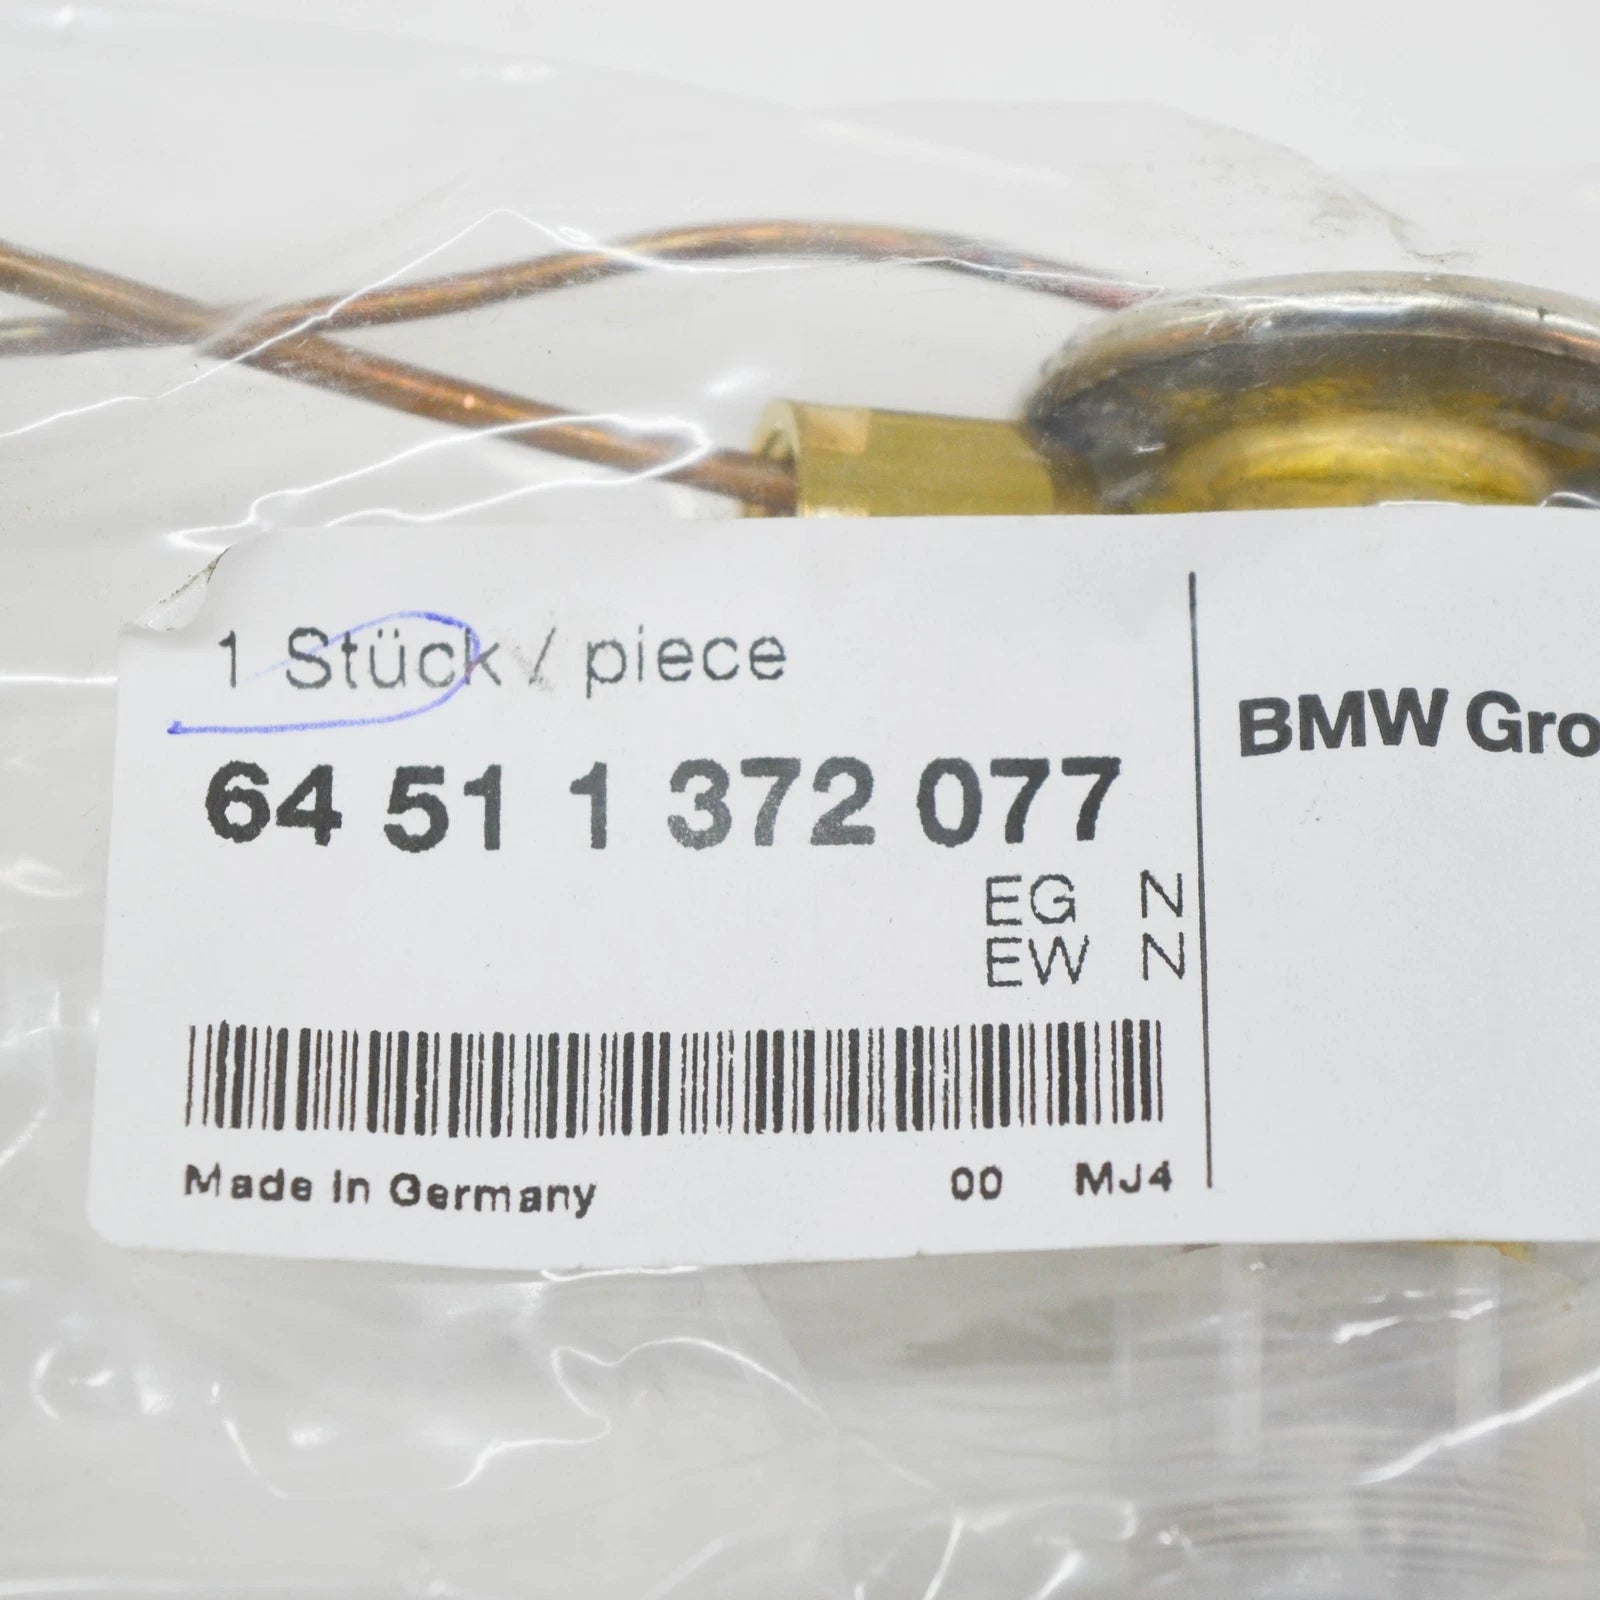 1 Stück / piece
64 51 1 372 077
EG N
EW N
Made in Germany 00 MJ4
BMW Gro